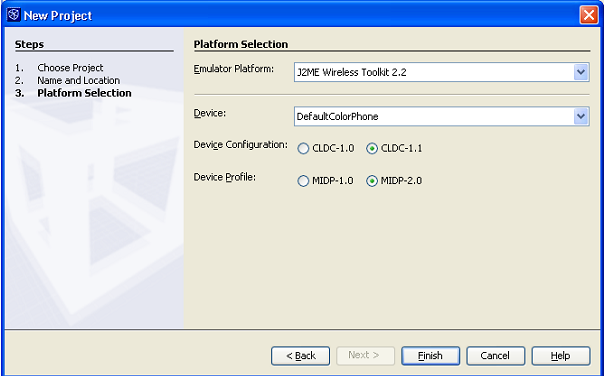 New Project
Steps
1. Choose Project
2. Name and Location
3. Platform Selection
Platform Selection
Emulator Platform: J2ME Wireless Toolkit 2.2
Device: DefaultColorPhone
Device Configuration: CLDC-1.0 CLDC-1.1
Device Profile: MIDP-1.0 MIDP-2.0
< Back Next > Finish Cancel Help